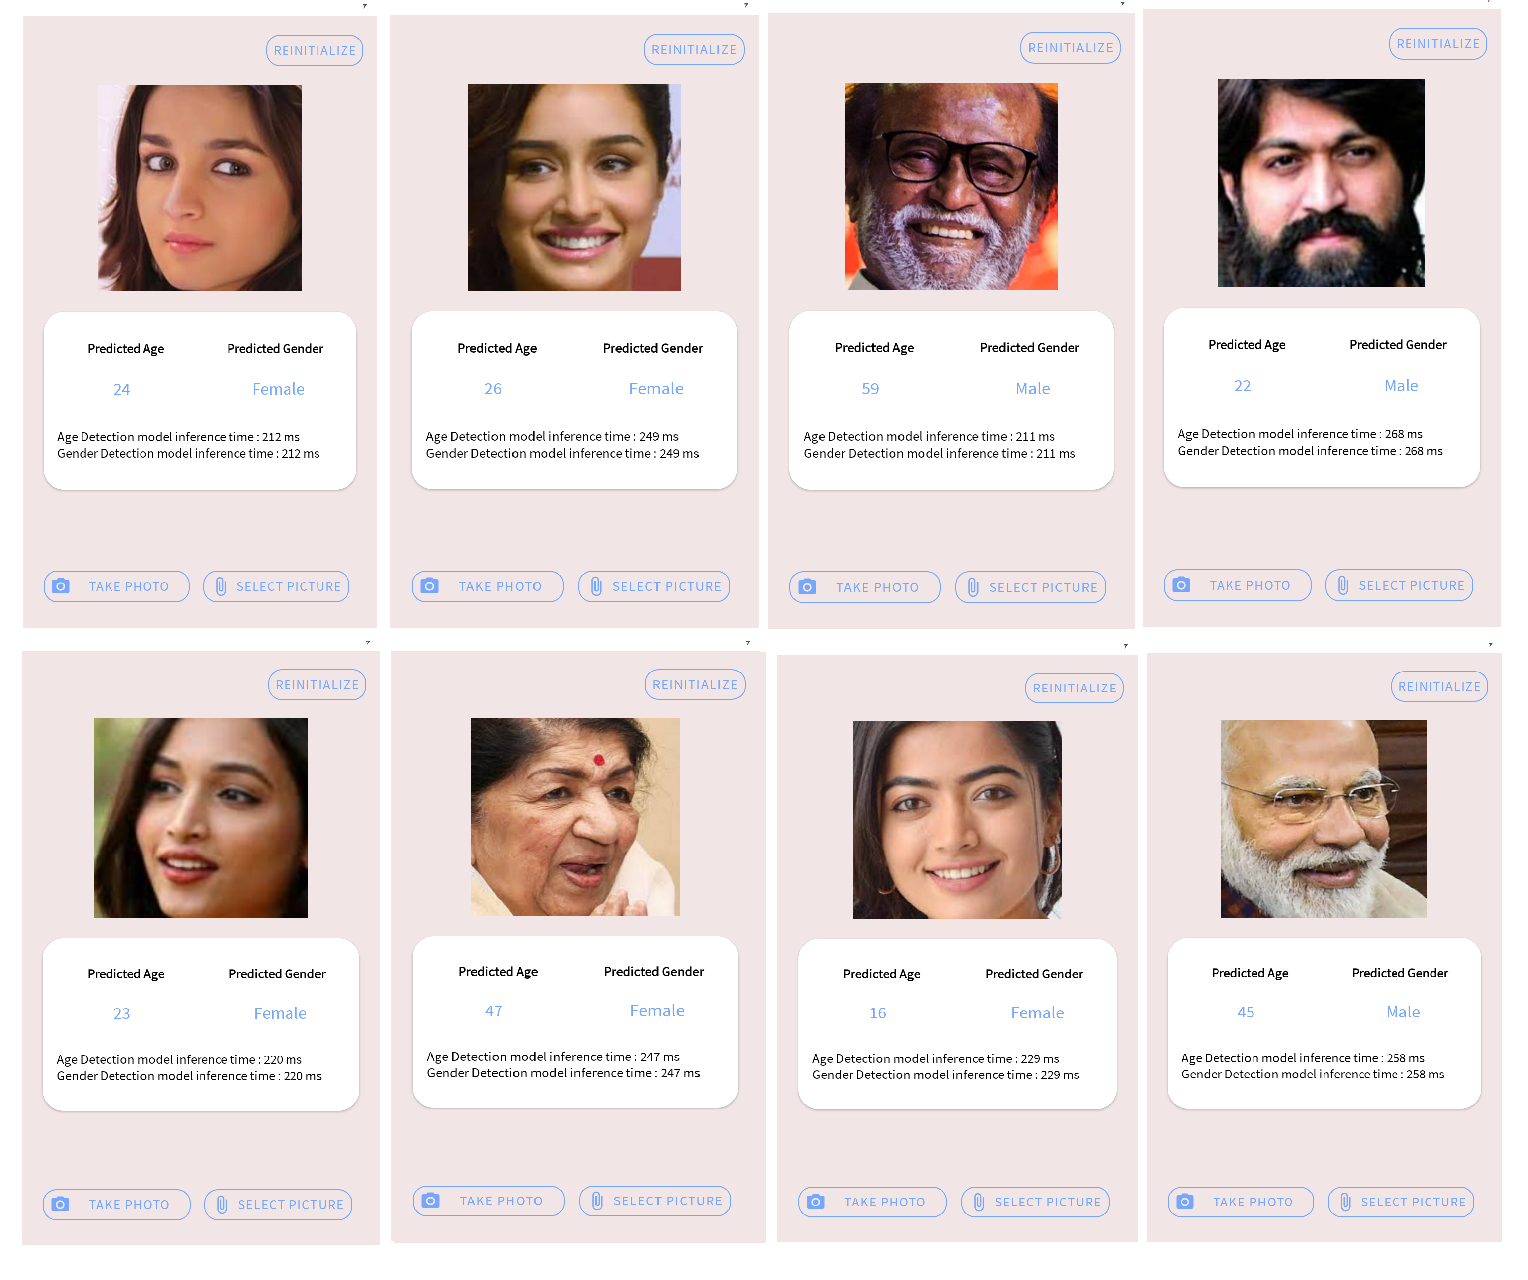 REINITIALIZE
Predicted Age Predicted Gender
24 Female
Age Detection model inference time : 212 ms
Gender Detection model inference time : 212 ms
TAKE PHOTO SELECT PICTURE
REINITIALIZE
Predicted Age Predicted Gender
26 Female
Age Detection model inference time : 249 ms
Gender Detection model inference time : 249 ms
TAKE PHOTO SELECT PICTURE
REINITIALIZE
Predicted Age Predicted Gender
59 Male
Age Detection model inference time : 211 ms
Gender Detection model inference time : 211 ms
TAKE PHOTO SELECT PICTURE
REINITIALIZE
Predicted Age Predicted Gender
22 Male
Age Detection model inference time : 268 ms
Gender Detection model inference time : 268 ms
TAKE PHOTO SELECT PICTURE
REINITIALIZE
Predicted Age Predicted Gender
23 Female
Age Detection model inference time : 220 ms
Gender Detection model inference time : 220 ms
TAKE PHOTO SELECT PICTURE
REINITIALIZE
Predicted Age Predicted Gender
47 Female
Age Detection model inference time : 247 ms
Gender Detection model inference time : 247 ms
TAKE PHOTO SELECT PICTURE
REINITIALIZE
Predicted Age Predicted Gender
16 Female
Age Detection model inference time : 229 ms
Gender Detection model inference time : 229 ms
TAKE PHOTO SELECT PICTURE
REINITIALIZE
Predicted Age Predicted Gender
45 Male
Age Detection model inference time : 258 ms
Gender Detection model inference time : 258 ms
TAKE PHOTO SELECT PICTURE